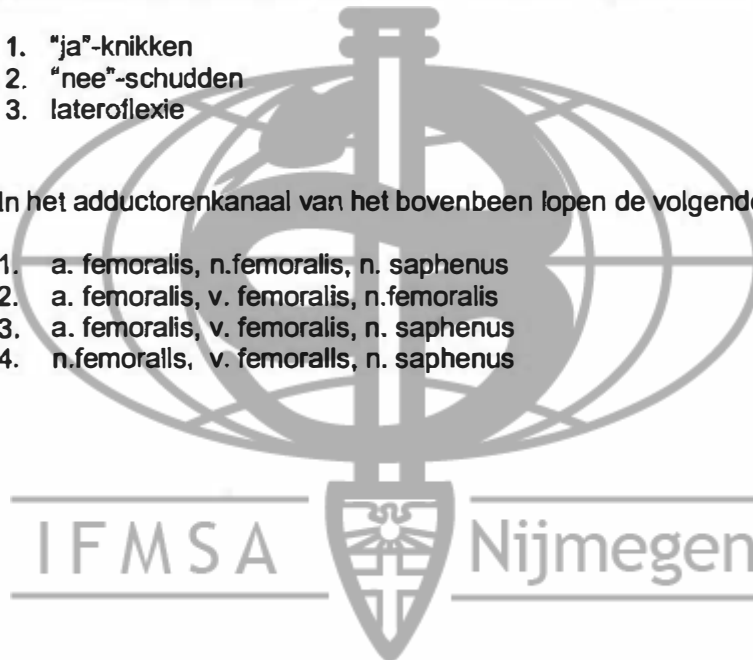 1. "ja"-knikken
2. "nee"-schudden
3. lateroflexie
In het adductorenkanaal van het bovenbeen lopen de volgende
1. a. femoralis, n.femoralis, n. saphenus
2. a. femoralis, v. femoralis, n.femoralis
3. a. femoralis, v. femoralis, n. saphenus
4. n.femoralis, v. femoralis, n. saphenus
IFMSA Nijmegen